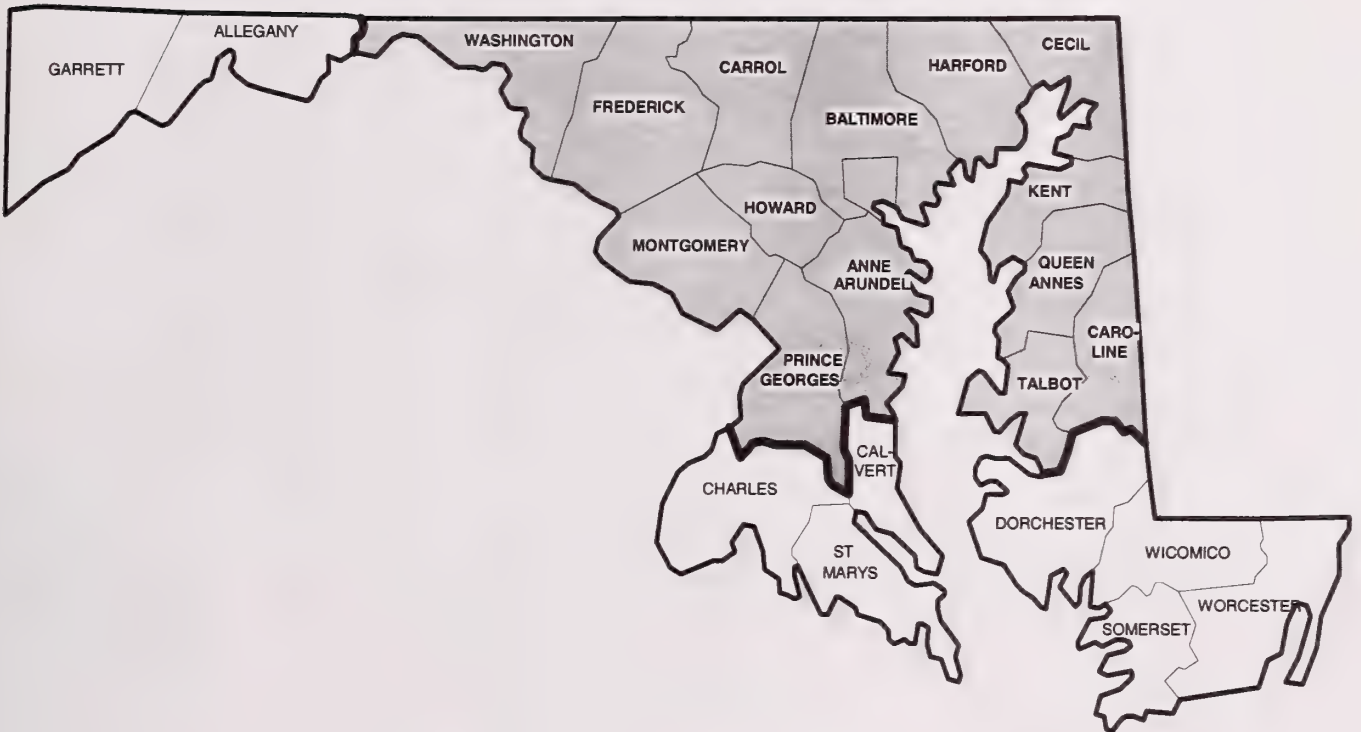 GARRETT
ALLEGANY
WASHINGTON
FREDERICK
CARROL
BALTIMORE
HARFORD
CECIL
KENT
HOWARD
MONTGOMERY
ANNE
ARUNDEL
QUEEN
ANNES
CARO-
LINE
TALBOT
PRINCE
GEORGES
CAL-
VERT
CHARLES
ST
MARYS
DORCHESTER
WICOMICO
WORCESTER
SOMERSET